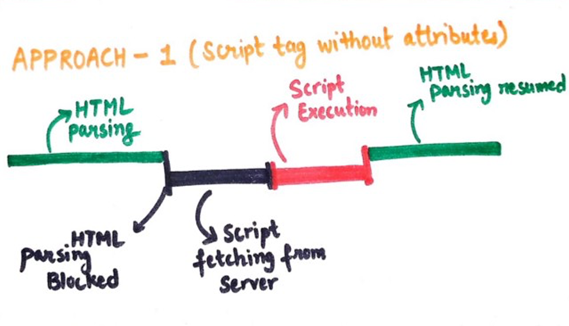 APPROACH - 1 (Script tag without attributes)
HTML
parsing
Script
Execution
HTML
parsing resumed
HTML
parsing
Blocked
Script
fetching from
server